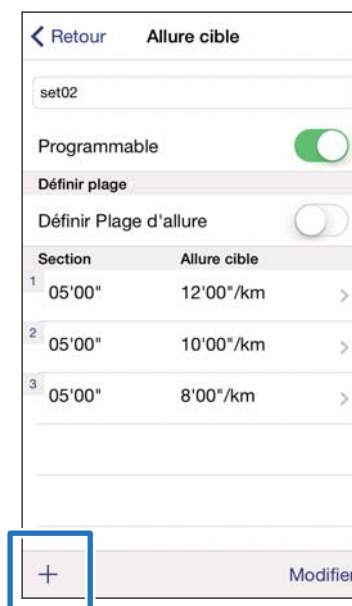 Retour Allure cible
set02
Programmable
Définir plage
Définir Plage d'allure
Section Allure cible
1 05'00" 12'00"/km
2 05'00" 10'00"/km
3 05'00" 8'00"/km
+ Modifier